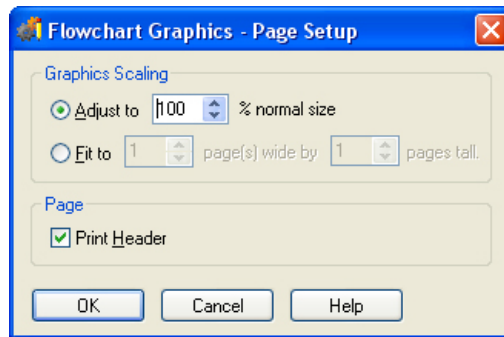 Flowchart Graphics - Page Setup
Graphics Scaling
Adjust to 100 % normal size
Fit to 1 page(s) wide by 1 pages tall.
Page
Print Header
OK Cancel Help